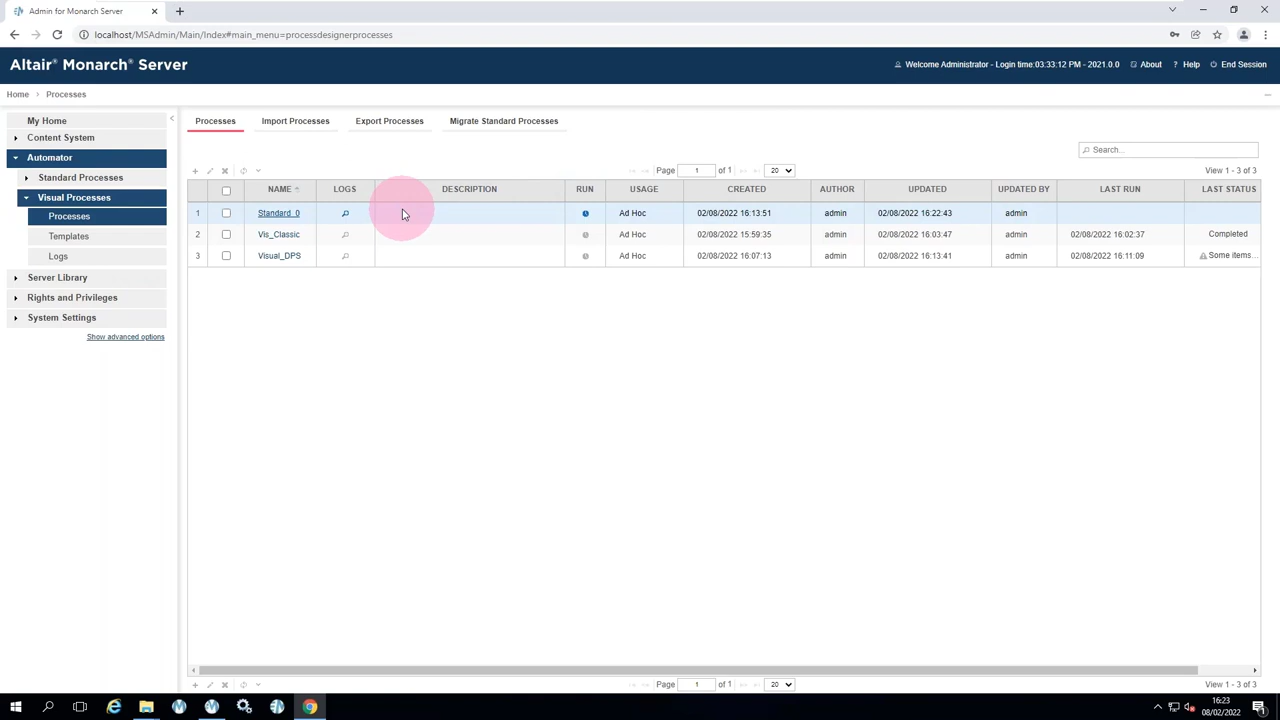 Admin for Monarch Server
localhost/MSAdmin/Main/Index#main_menu=processdesignerprocesses
Altair® Monarch® Server
Welcome Administrator - Login time:03:33:12 PM - 2021.0.0
About
Help
End Session
Home > Processes
My Home
Content System
Automator
Standard Processes
Visual Processes
Processes
Templates
Logs
Server Library
Rights and Privileges
System Settings
Show advanced options
Processes
Import Processes
Export Processes
Migrate Standard Processes
Search...
Page 1 of 1 20
View 1 - 3 of 3
NAME LOGS DESCRIPTION RUN USAGE CREATED AUTHOR UPDATED UPDATED BY LAST RUN LAST STATUS
1 Standard_0 Ad Hoc 02/08/2022 16:13:51 admin 02/08/2022 16:22:43 admin
2 Vis_Classic Ad Hoc 02/08/2022 15:59:35 admin 02/08/2022 16:03:47 admin 02/08/2022 16:02:37 Completed
3 Visual_DPS Ad Hoc 02/08/2022 16:07:13 admin 02/08/2022 16:13:41 admin 02/08/2022 16:11:09 Some items...
Page 1 of 1 20
View 1 - 3 of 3
16:23
08/02/2022